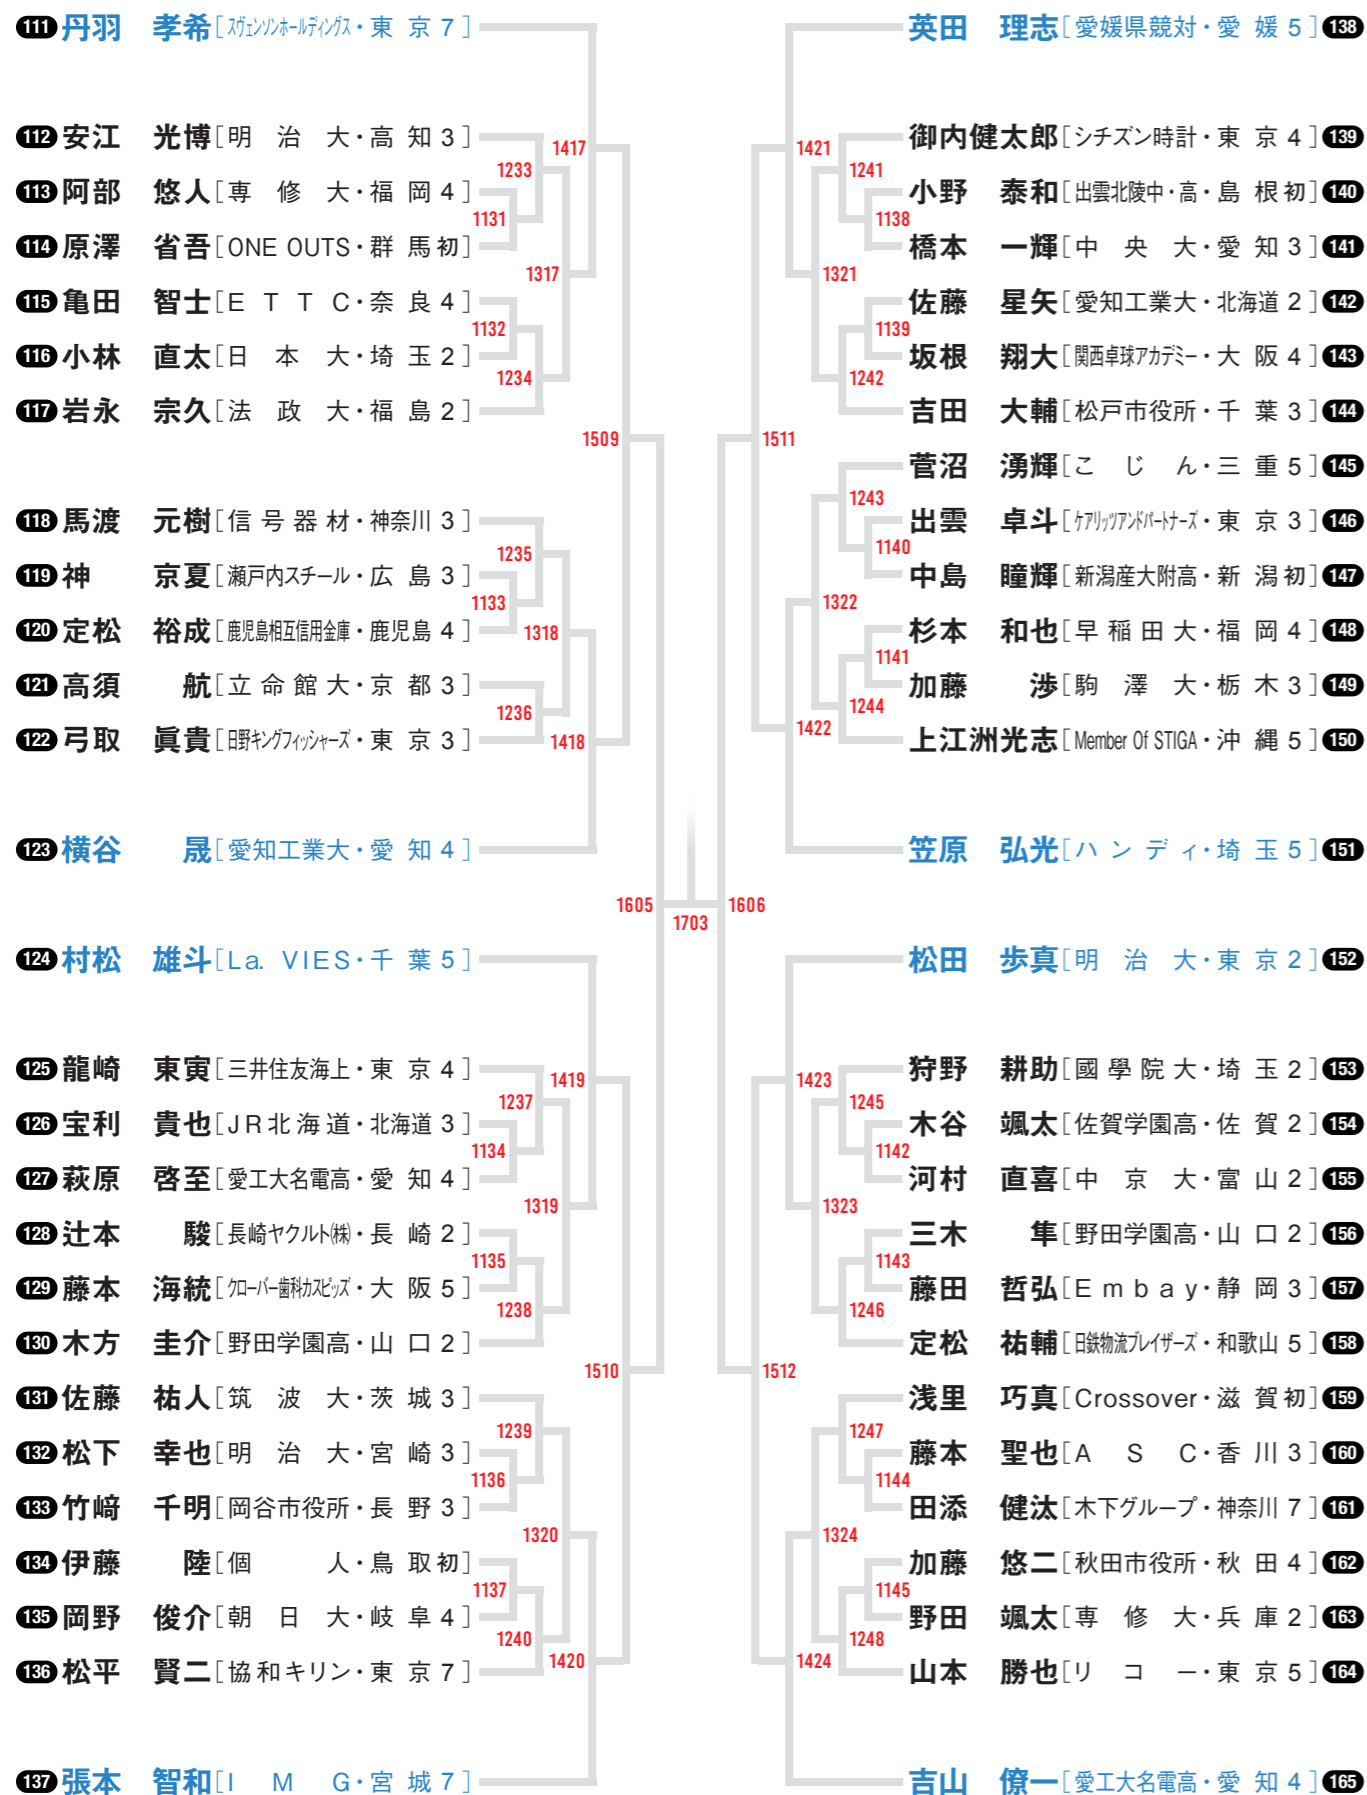 111 丹羽 孝希[スヴェンソンホールディングス・東 京 7]
112 安江 光博[明 治 大・高 知 3]
1417
1233
113 阿部 悠人[専 修 大・福 岡 4]
1131
114 原澤 省吾[ONE OUTS・群 馬 初]
1317
115 亀田 智士[E T T C・奈 良 4]
1132
116 小林 直太[日 本 大・埼 玉 2]
1234
117 岩永 宗久[法 政 大・福 島 2]
1509
118 馬渡 元樹[信 号 器 材・神奈川 3]
1235
119 神 京夏[瀬戸内スチール・広 島 3]
1133
120 定松 裕成[鹿児島相互信用金庫・鹿児島 4]
1318
121 高須 航[立 命 館 大・京 都 3]
1236
122 弓取 眞貴[日野キングフィッシャーズ・東 京 3]
1418
123 横谷 晟[愛知工業大・愛 知 4]
1605
1703
124 村松 雄斗[La. VIES・千 葉 5]
125 龍崎 東寅[三井住友海上・東 京 4]
1419
1237
126 宝利 貴也[JR北 海 道・北海道 3]
1134
127 萩原 啓至[愛工大名電高・愛 知 4]
1319
128 辻本 駿[長崎ヤクルト㈱・長 崎 2]
1135
129 藤本 海統[クローバー歯科カスピッズ・大 阪 5]
1238
130 木方 圭介[野田学園高・山 口 2]
1510
131 佐藤 祐人[筑 波 大・茨 城 3]
1239
132 松下 幸也[明 治 大・宮 崎 3]
1136
133 竹﨑 千明[岡谷市役所・長 野 3]
1320
134 伊藤 陸[個 人・鳥 取 初]
1137
135 岡野 俊介[朝 日 大・岐 阜 4]
1240
1420
136 松平 賢二[協和キリン・東 京 7]
137 張本 智和[I M G・宮 城 7]
英田 理志[愛媛県競対・愛 媛 5] 138
御内健太郎[シチズン時計・東 京 4] 139
1421
1241
小野 泰和[出雲北陵中・高・島 根 初] 140
1138
橋本 一輝[中 央 大・愛 知 3] 141
1321
佐藤 星矢[愛知工業大・北海道 2] 142
1139
坂根 翔大[関西卓球アカデミー・大 阪 4] 143
1242
吉田 大輔[松戸市役所・千 葉 3] 144
1511
菅沼 湧輝[こ じ ん・三 重 5] 145
1243
出雲 卓斗[ケアリッツアンドパートナーズ・東 京 3] 146
1140
中島 瞳輝[新潟産大附高・新 潟 初] 147
1322
杉本 和也[早 稲 田 大・福 岡 4] 148
1141
加藤 渉[駒 澤 大・栃 木 3] 149
1244
1422
上江洲光志[Member Of STIGA・沖 縄 5] 150
笠原 弘光[ハ ン デ ィ・埼 玉 5] 151
1606
松田 歩真[明 治 大・東 京 2] 152
狩野 耕助[國 學 院 大・埼 玉 2] 153
1423
1245
木谷 颯太[佐賀学園高・佐 賀 2] 154
1142
河村 直喜[中 京 大・富 山 2] 155
1323
三木 隼[野田学園高・山 口 2] 156
1143
藤田 哲弘[E m b a y・静 岡 3] 157
1246
定松 祐輔[日鉄物流ブレイザーズ・和歌山 5] 158
1512
浅里 巧真[Crossover・滋 賀 初] 159
1247
藤本 聖也[A S C・香 川 3] 160
1144
田添 健汰[木下グループ・神奈川 7] 161
1324
加藤 悠二[秋田市役所・秋 田 4] 162
1145
野田 颯太[専 修 大・兵 庫 2] 163
1248
1424
山本 勝也[リ コ ー・東 京 5] 164
吉山 僚一[愛工大名電高・愛 知 4] 165